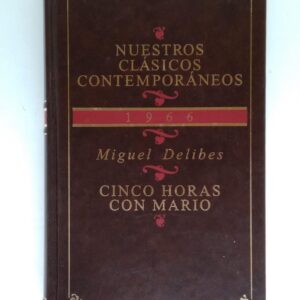 NUESTROS
CLÁSICOS
CONTEMPORÁNEOS
1966
Miguel Delibes
CINCO HORAS
CON MARIO